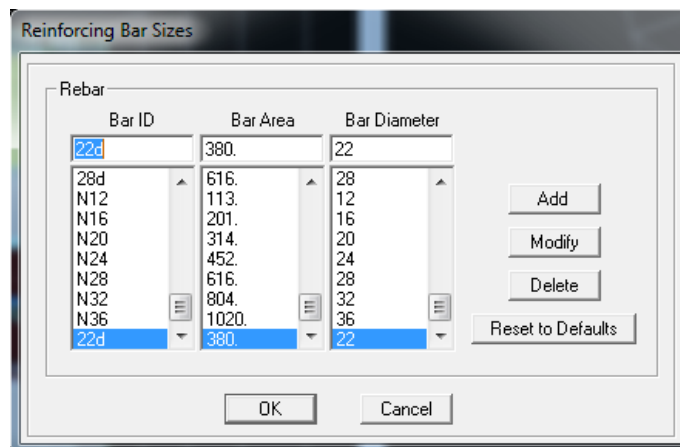 Reinforcing Bar Sizes
Rebar
Bar ID Bar Area Bar Diameter
22d 380. 22
28d 616. 28
N12 113. 12
N16 201. 16
N20 314. 20
N24 452. 24
N28 616. 28
N32 804. 32
N36 1020. 36
22d 380. 22
Add
Modify
Delete
Reset to Defaults
OK Cancel